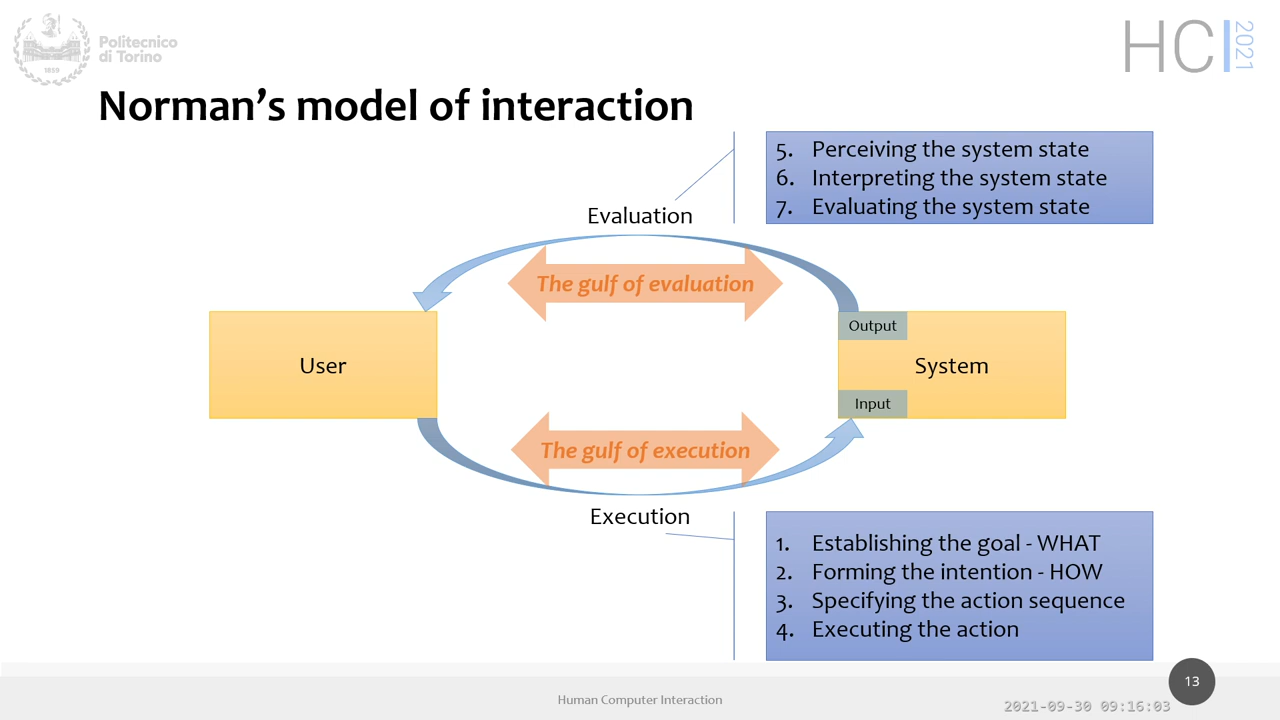 Politecnico
di Torino
1859
HCI
2021
Norman's model of interaction
5. Perceiving the system state
6. Interpreting the system state
7. Evaluating the system state
Evaluation
The gulf of evaluation
User
Output
System
Input
The gulf of execution
Execution
1. Establishing the goal - WHAT
2. Forming the intention - HOW
3. Specifying the action sequence
4. Executing the action
13
Human Computer Interaction
2021-09-30 09:16:03